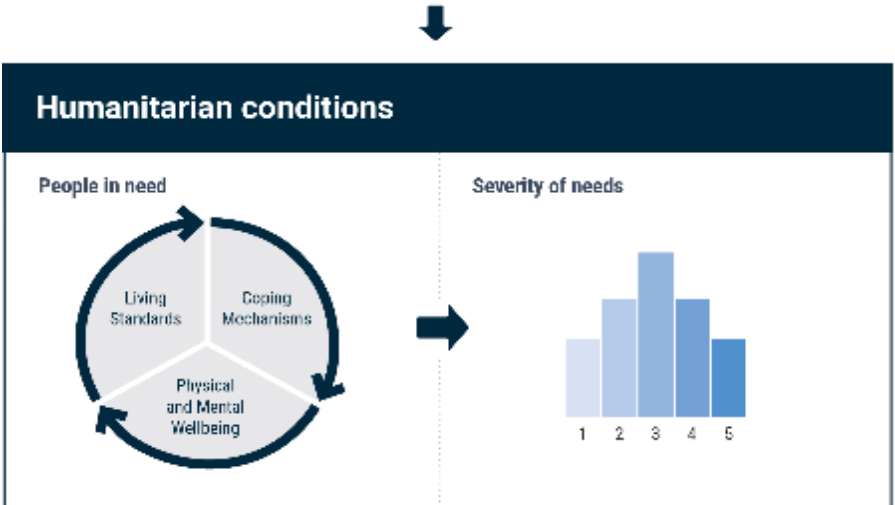 Humanitarian conditions
People in need
Severity of needs
Living
Standards
Coping
Mechanisms
Physical
and Mental
Wellbeing
1 2 3 4 5